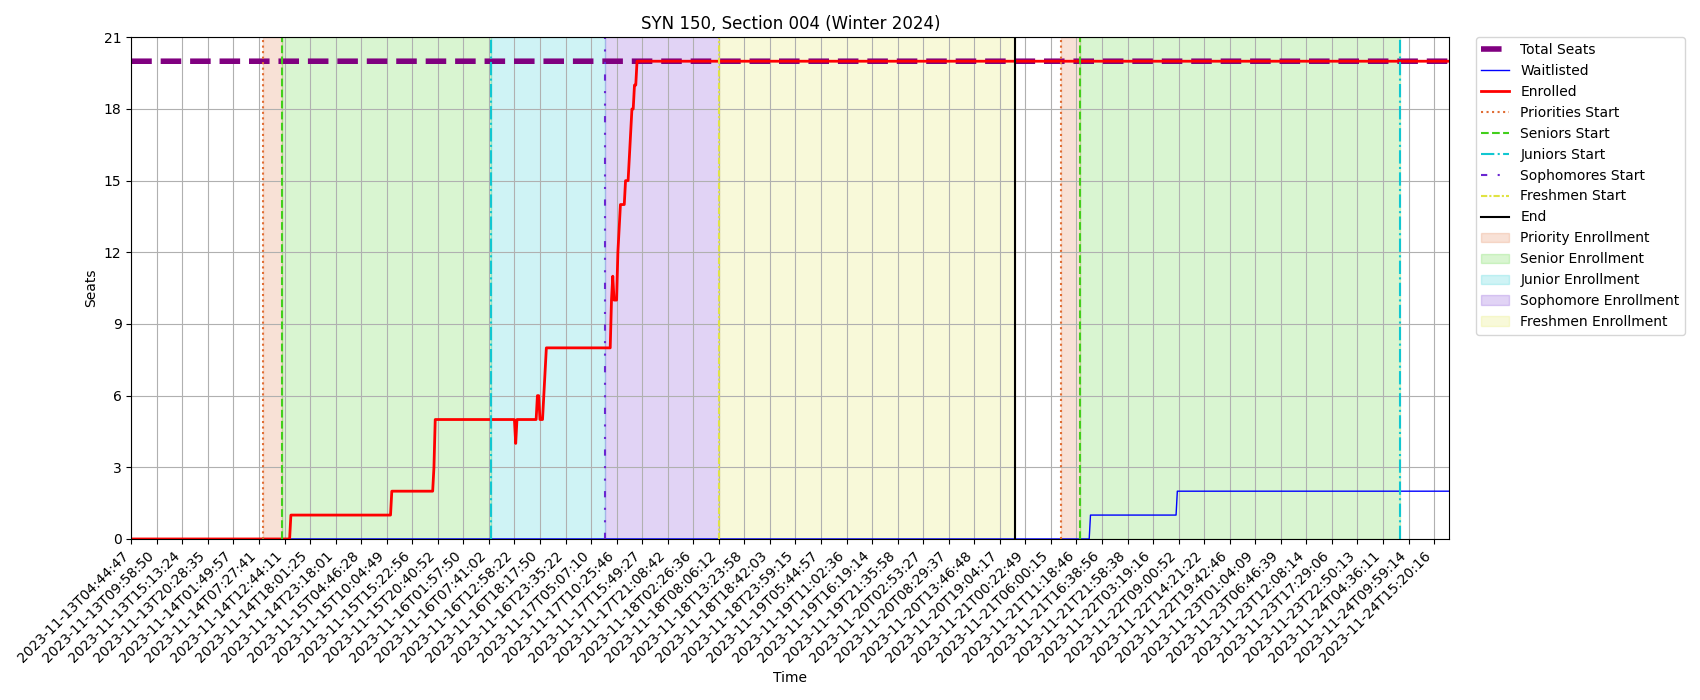 SYN 150, Section 004 (Winter 2024)
21
18
15
12
9
6
3
0
Seats
2023-11-13T04:44:47
2023-11-13T09:58:50
2023-11-13T15:13:24
2023-11-13T20:28:35
2023-11-14T01:49:57
2023-11-14T07:27:41
2023-11-14T12:44:11
2023-11-14T18:01:25
2023-11-14T23:18:01
2023-11-15T04:46:28
2023-11-15T10:04:49
2023-11-15T15:22:56
2023-11-15T20:40:52
2023-11-16T01:57:50
2023-11-16T07:41:02
2023-11-16T12:58:22
2023-11-16T18:17:50
2023-11-16T23:35:22
2023-11-17T05:07:10
2023-11-17T10:25:46
2023-11-17T15:49:27
2023-11-17T21:08:42
2023-11-18T02:26:36
2023-11-18T08:06:12
2023-11-18T13:23:58
2023-11-18T18:42:03
2023-11-18T23:59:15
2023-11-19T05:44:57
2023-11-19T11:02:36
2023-11-19T16:19:14
2023-11-19T21:35:58
2023-11-20T02:53:27
2023-11-20T08:29:37
2023-11-20T13:46:48
2023-11-20T19:04:17
2023-11-21T00:22:49
2023-11-21T06:00:15
2023-11-21T11:18:46
2023-11-21T16:38:56
2023-11-21T21:58:38
2023-11-22T03:19:16
2023-11-22T09:00:52
2023-11-22T14:21:22
2023-11-22T19:42:46
2023-11-23T01:04:09
2023-11-23T06:46:39
2023-11-23T12:08:14
2023-11-23T17:29:06
2023-11-23T22:50:13
2023-11-24T04:36:11
2023-11-24T09:59:14
2023-11-24T15:20:16
Time
Total Seats
Waitlisted
Enrolled
Priorities Start
Seniors Start
Juniors Start
Sophomores Start
Freshmen Start
End
Priority Enrollment
Senior Enrollment
Junior Enrollment
Sophomore Enrollment
Freshmen Enrollment